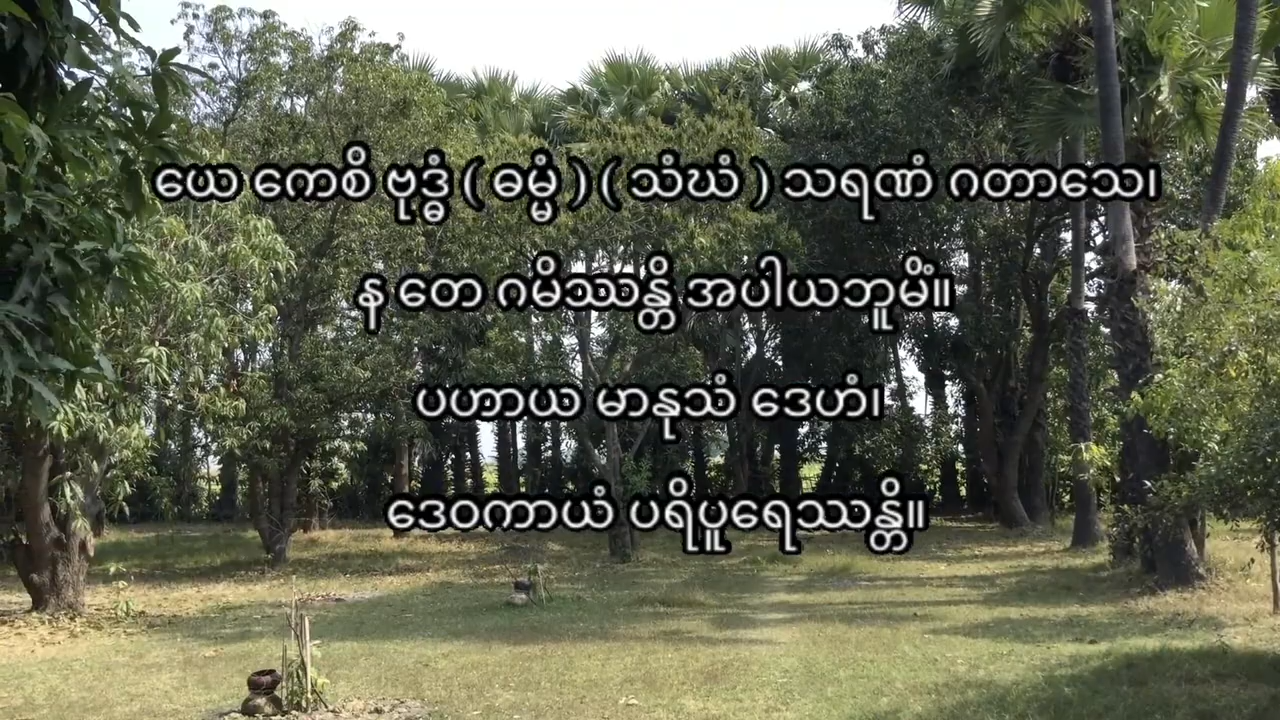 ယေ ကေစိ ဗုဒ္ဓံ ( ဓမ္မံ ) ( သံဃံ ) သရဏံ ဂတာသေ၊
န တေ ဂမိဿန္တိ အပါယဘူမိံ။
ပဟာယ မာနုသံ ဒေဟံ၊
ဒေဝကာယံ ပရိပူရေဿန္တိ။